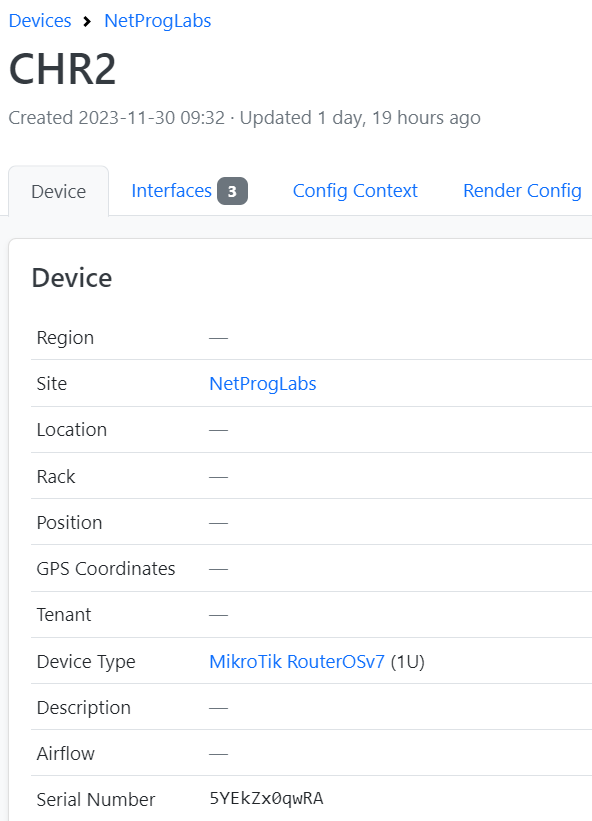 Devices > NetProgLabs
CHR2
Created 2023-11-30 09:32 · Updated 1 day, 19 hours ago
Device Interfaces 3 Config Context Render Config
Device
Region —
Site NetProgLabs
Location —
Rack —
Position —
GPS Coordinates —
Tenant —
Device Type MikroTik RouterOSv7 (1U)
Description —
Airflow —
Serial Number 5YEkZx0qwRA